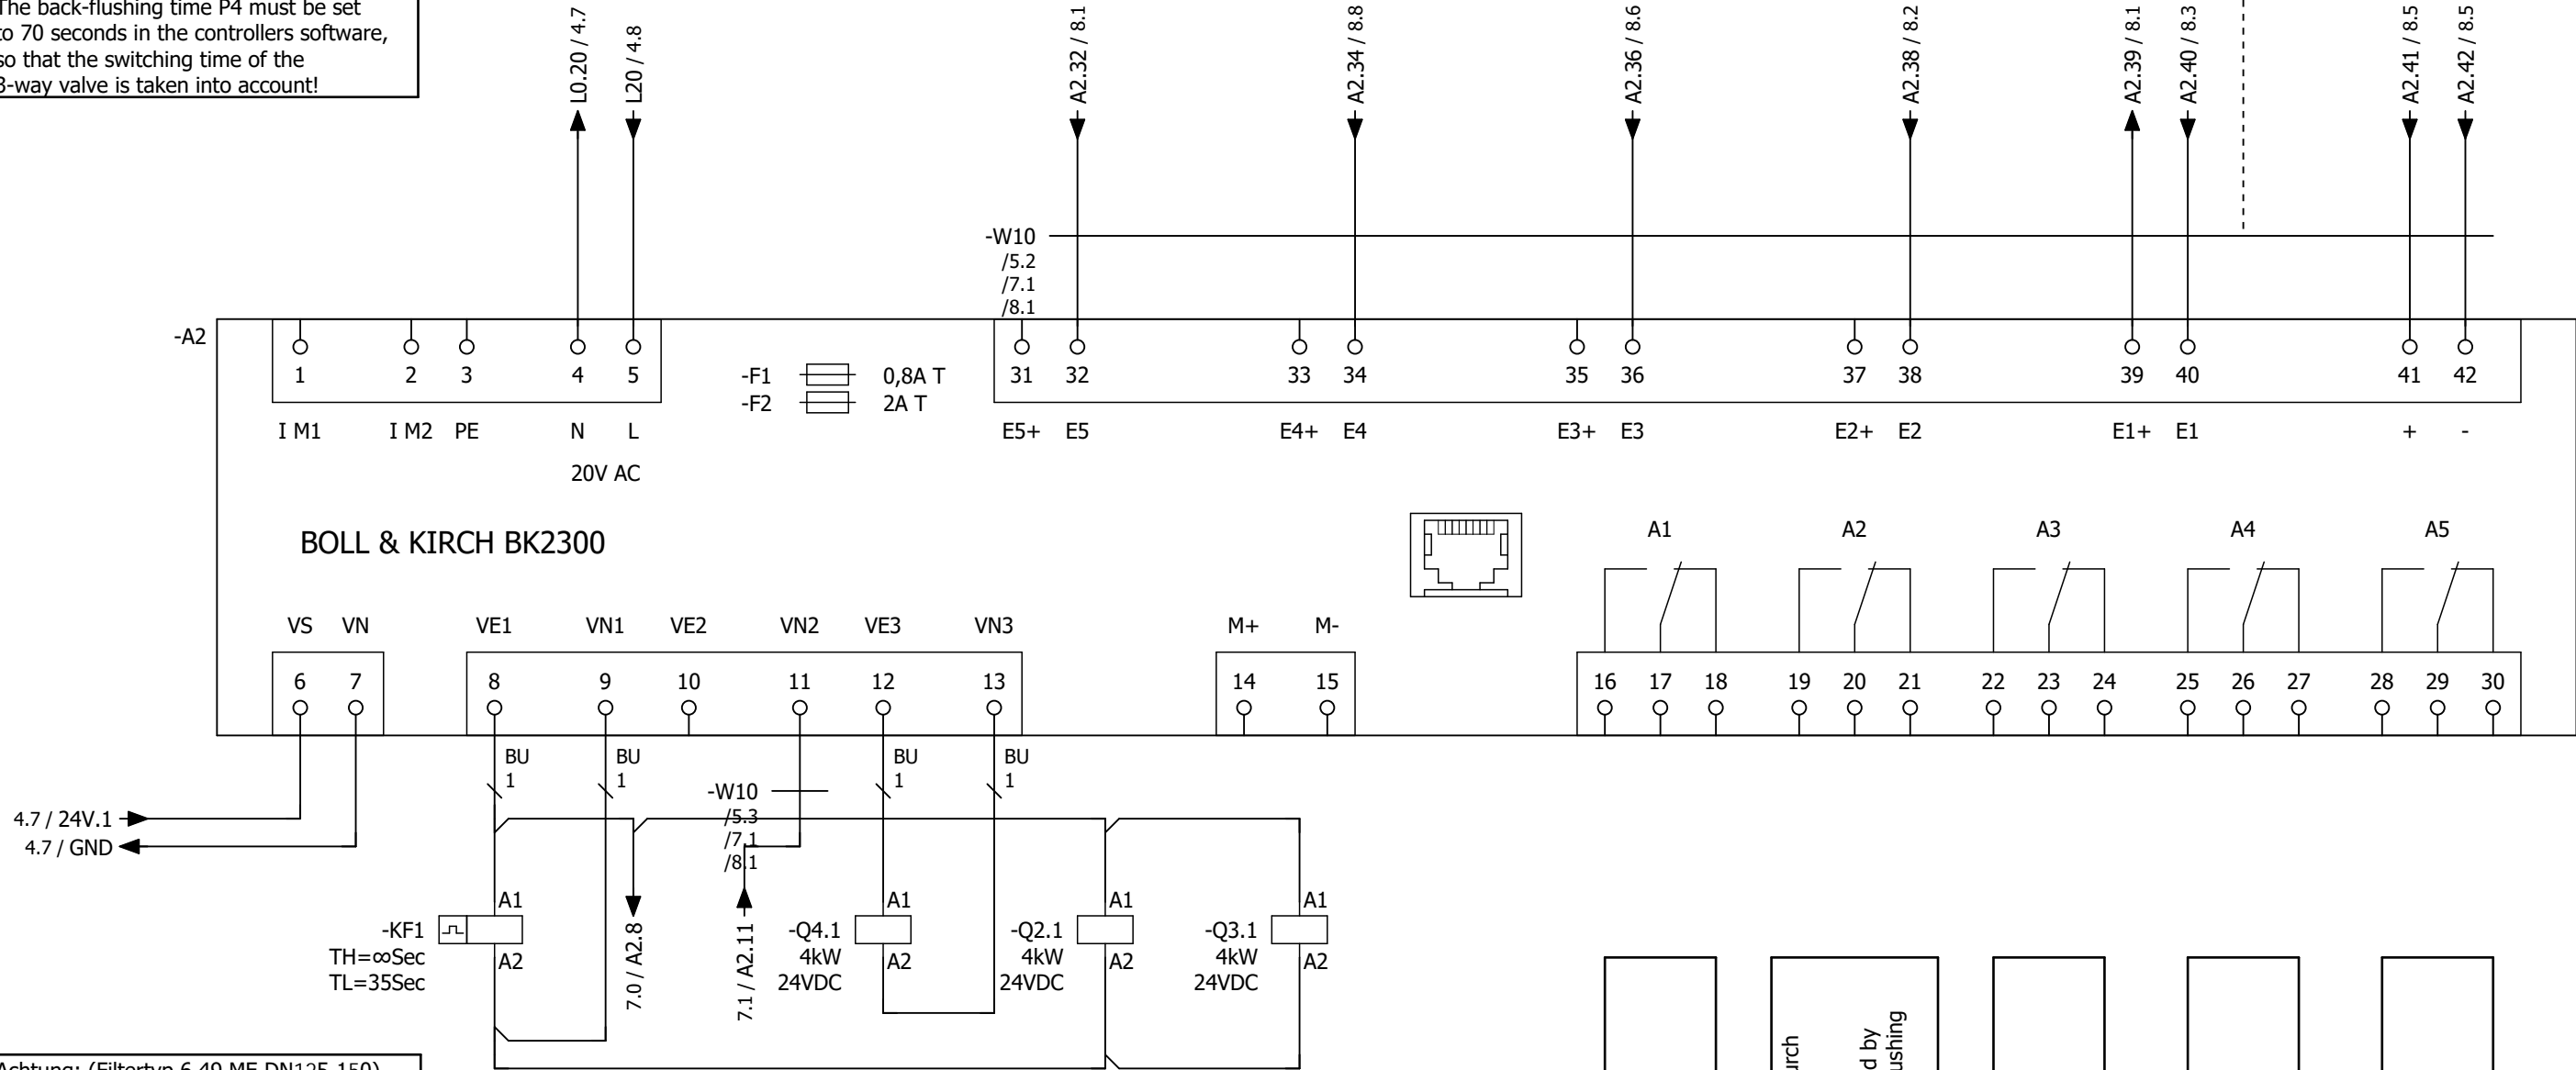 The back-flushing time P4 must be set
to 70 seconds in the controllers software,
so that the switching time of the
3-way valve is taken into account!
L0.20 / 4.7
L20 / 4.8
A2.32 / 8.1
A2.34 / 8.8
A2.36 / 8.6
A2.38 / 8.2
A2.39 / 8.1
A2.40 / 8.3
A2.41 / 8.5
A2.42 / 8.5
-W10
/5.2
/7.1
/8.1
-A2
1 2 3 4 5
-F1 0,8A T
-F2 2A T
31 32 33 34 35 36 37 38 39 40 41 42
I M1 I M2 PE N L
E5+ E5 E4+ E4 E3+ E3 E2+ E2 E1+ E1 + -
20V AC
BOLL & KIRCH BK2300
A1 A2 A3 A4 A5
VS VN VE1 VN1 VE2 VN2 VE3 VN3 M+ M-
6 7 8 9 10 11 12 13 14 15 16 17 18 19 20 21 22 23 24 25 26 27 28 29 30
BU
1
BU
1
BU
1
BU
1
-W10
/5.3
/7.1
/8.1
4.7 / 24V.1
4.7 / GND
-KF1
TH=∞Sec
TL=35Sec
A1
A2
7.0 / A2.8
7.1 / A2.11
-Q4.1
4kW
24VDC
A1
A2
-Q2.1
4kW
24VDC
A1
A2
-Q3.1
4kW
24VDC
A1
A2
urch
d by
ushing
Achtung: (Filtertyp 6.49 MF DN125-150)